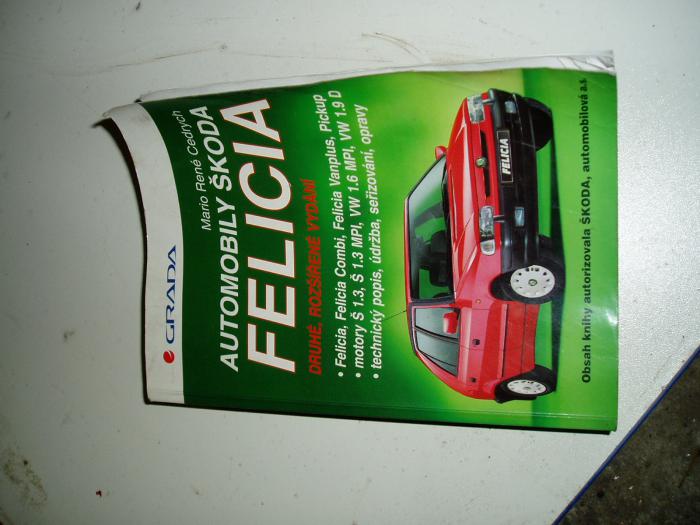 GRADA
Mario René Cedrych
AUTOMOBILY ŠKODA
FELICIA
DRUHÉ, ROZŠÍŘENÉ VYDÁNÍ
• Felicia, Felicia Combi, Felicia Vanplus, Pickup
• motory Š 1.3, Š 1.3 MPI, VW 1.6 MPI, VW 1.9 D
• technický popis, údržba, seřizování, opravy
FELICIA
Obsah knihy autorizovala ŠKODA, automobilová a.s.